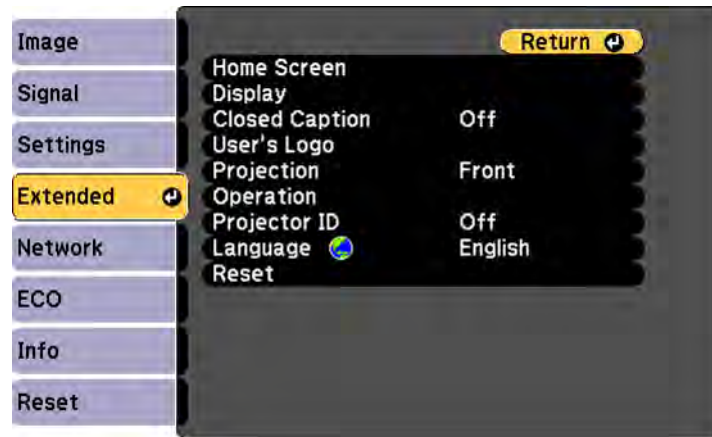 Image
Signal
Settings
Extended
Network
ECO
Info
Reset
Return
Home Screen
Display
Closed Caption Off
User's Logo
Projection Front
Operation
Projector ID Off
Language English
Reset